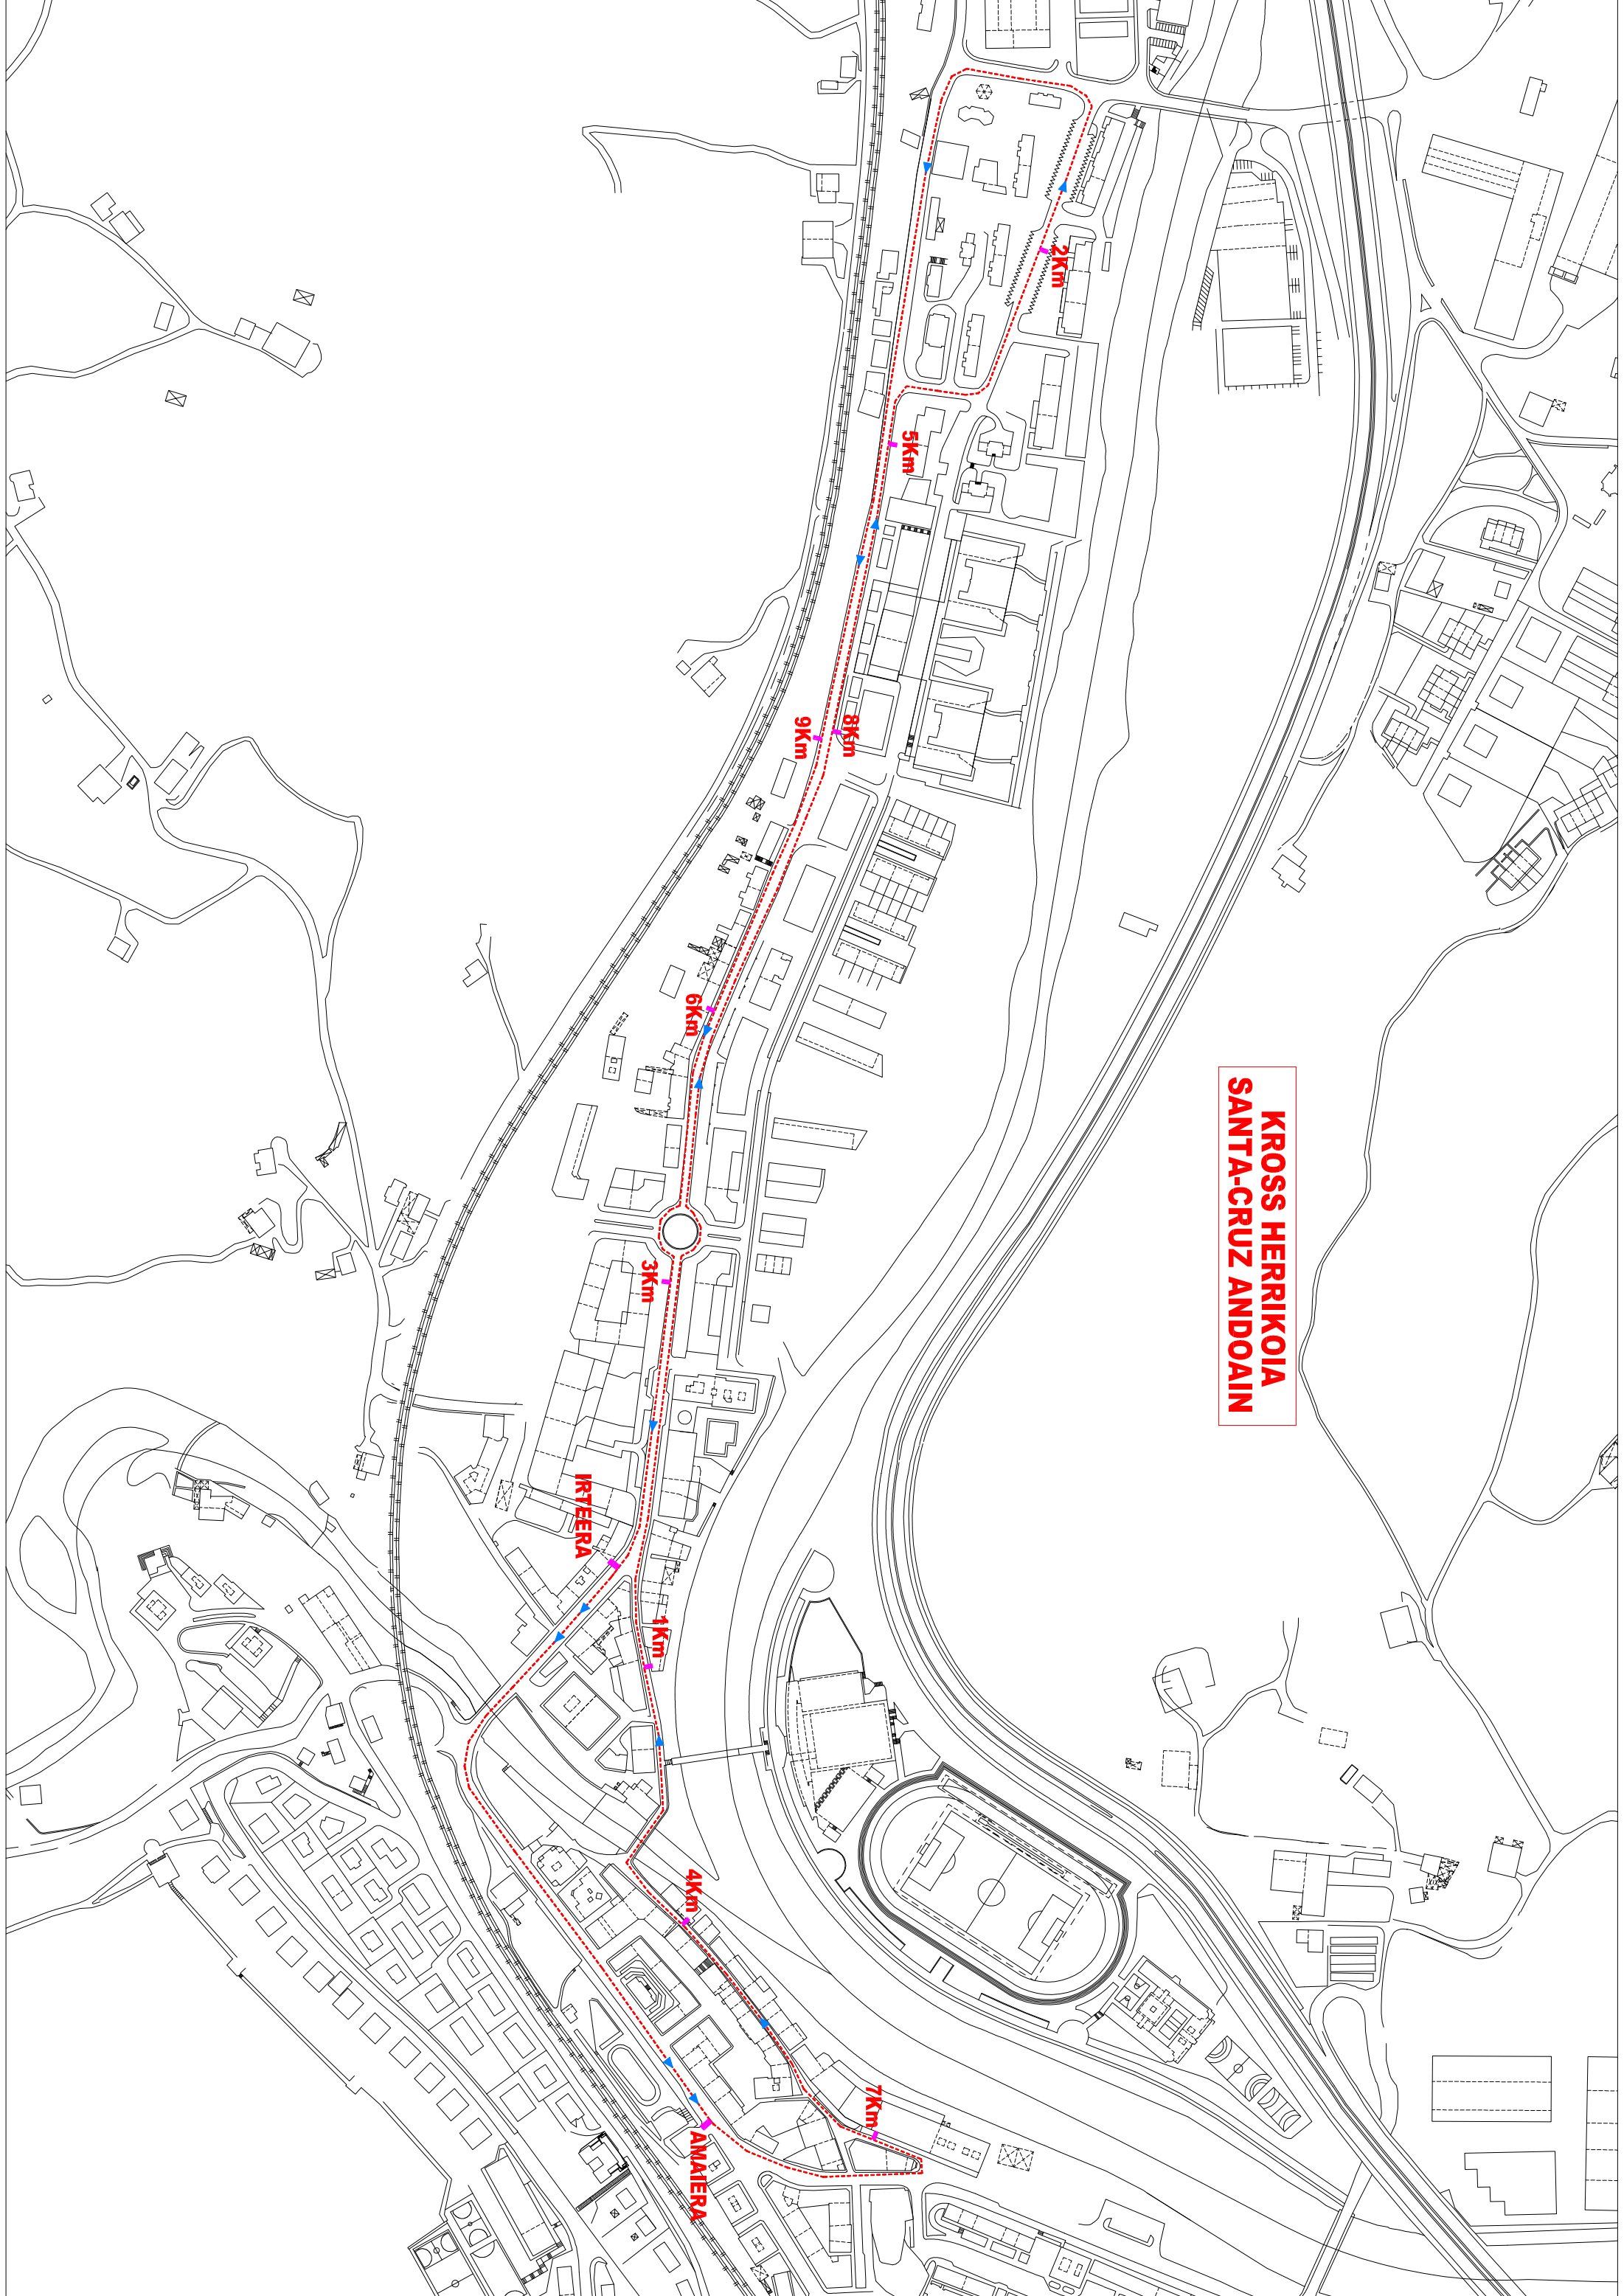 KROSS HERRIKOIA
SANTA-CRUZ ANDOAIN
2Km
5Km
8Km
9Km
6Km
3Km
IRTEERA
1Km
4Km
7Km
AMAIERA